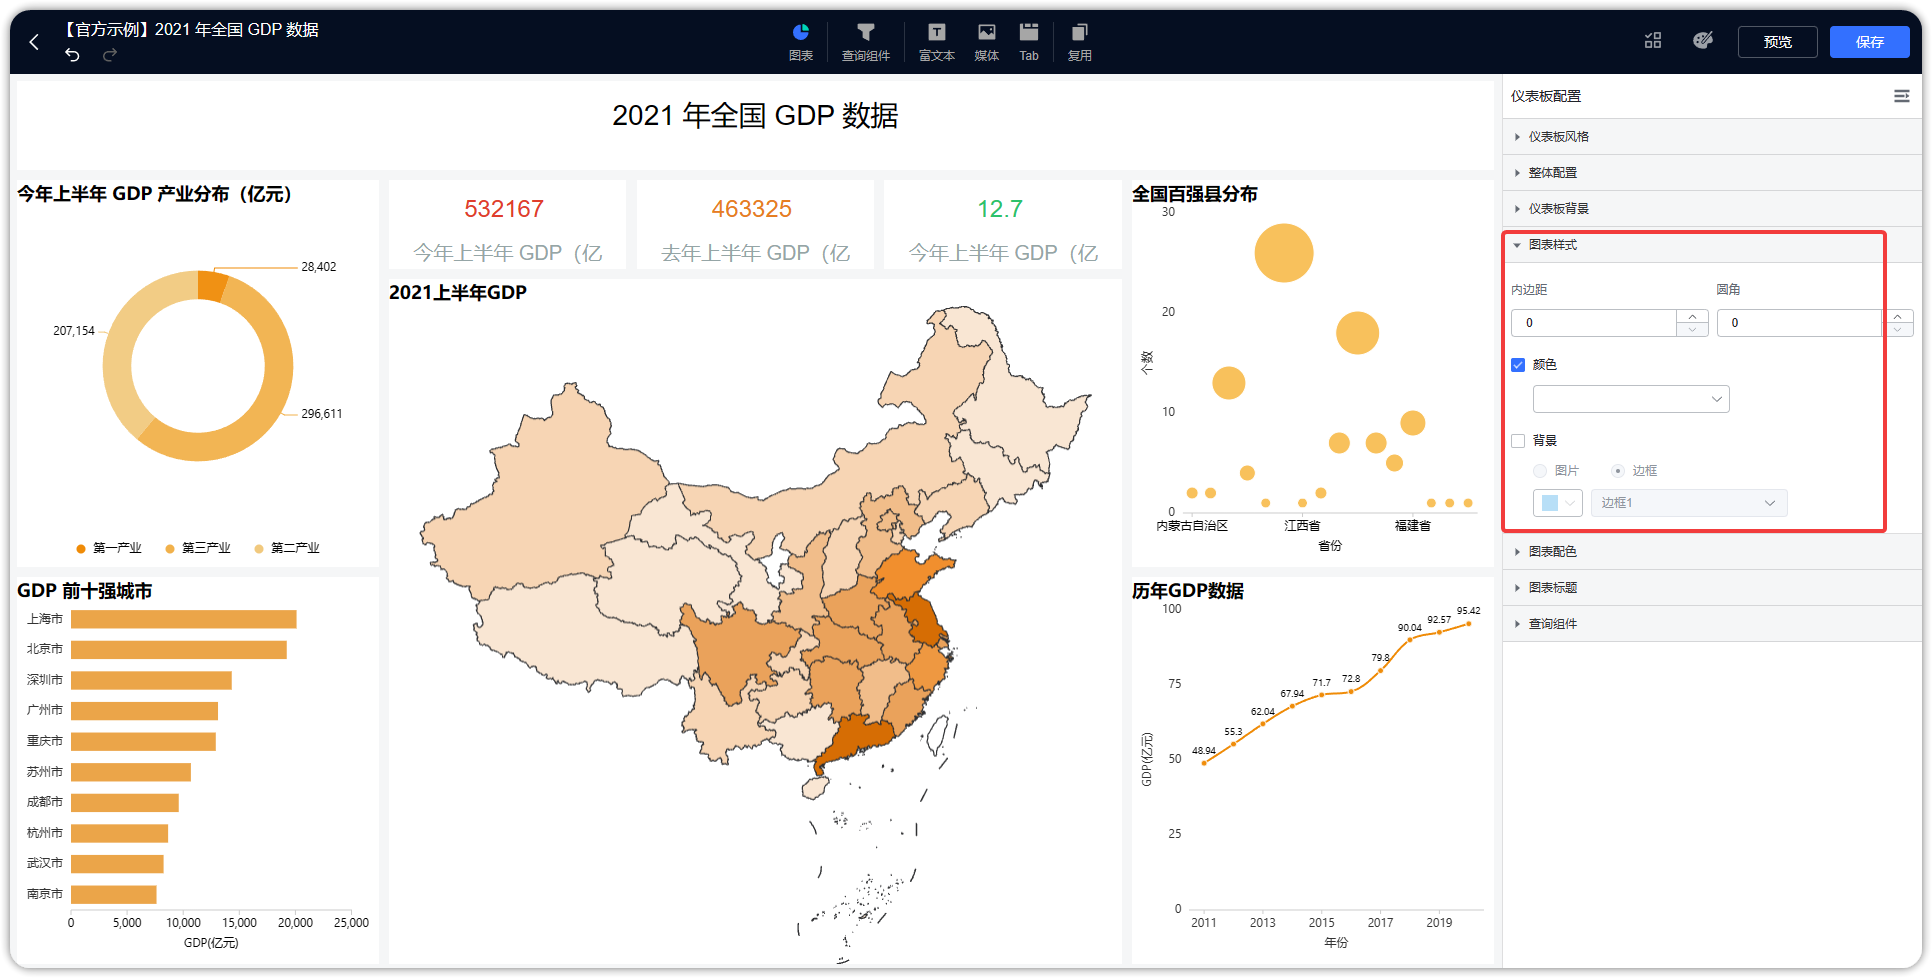 【官方示例】2021 年全国 GDP 数据
图表
查询组件
富文本
媒体
Tab
复用
预览
保存
2021 年全国 GDP 数据
今年上半年 GDP 产业分布（亿元）
28,402
207,154
296,611
第一产业
第三产业
第二产业
532167
今年上半年 GDP（亿
463325
去年上半年 GDP（亿
12.7
今年上半年 GDP（亿
2021上半年GDP
全国百强县分布
30
20
10
0
个数
内蒙古自治区
江西省
福建省
省份
GDP 前十强城市
上海市
北京市
深圳市
广州市
重庆市
苏州市
成都市
杭州市
武汉市
南京市
0
5,000
10,000
15,000
20,000
25,000
GDP(亿元)
历年GDP数据
100
75
50
25
0
GDP(亿元)
48.94
55.3
62.04
67.94
71.7
72.8
79.8
90.04
92.57
95.42
2011
2013
2015
2017
2019
年份
仪表板配置
仪表板风格
整体配置
仪表板背景
图表样式
内边距
圆角
0
0
颜色
背景
图片
边框
边框1
图表配色
图表标题
查询组件